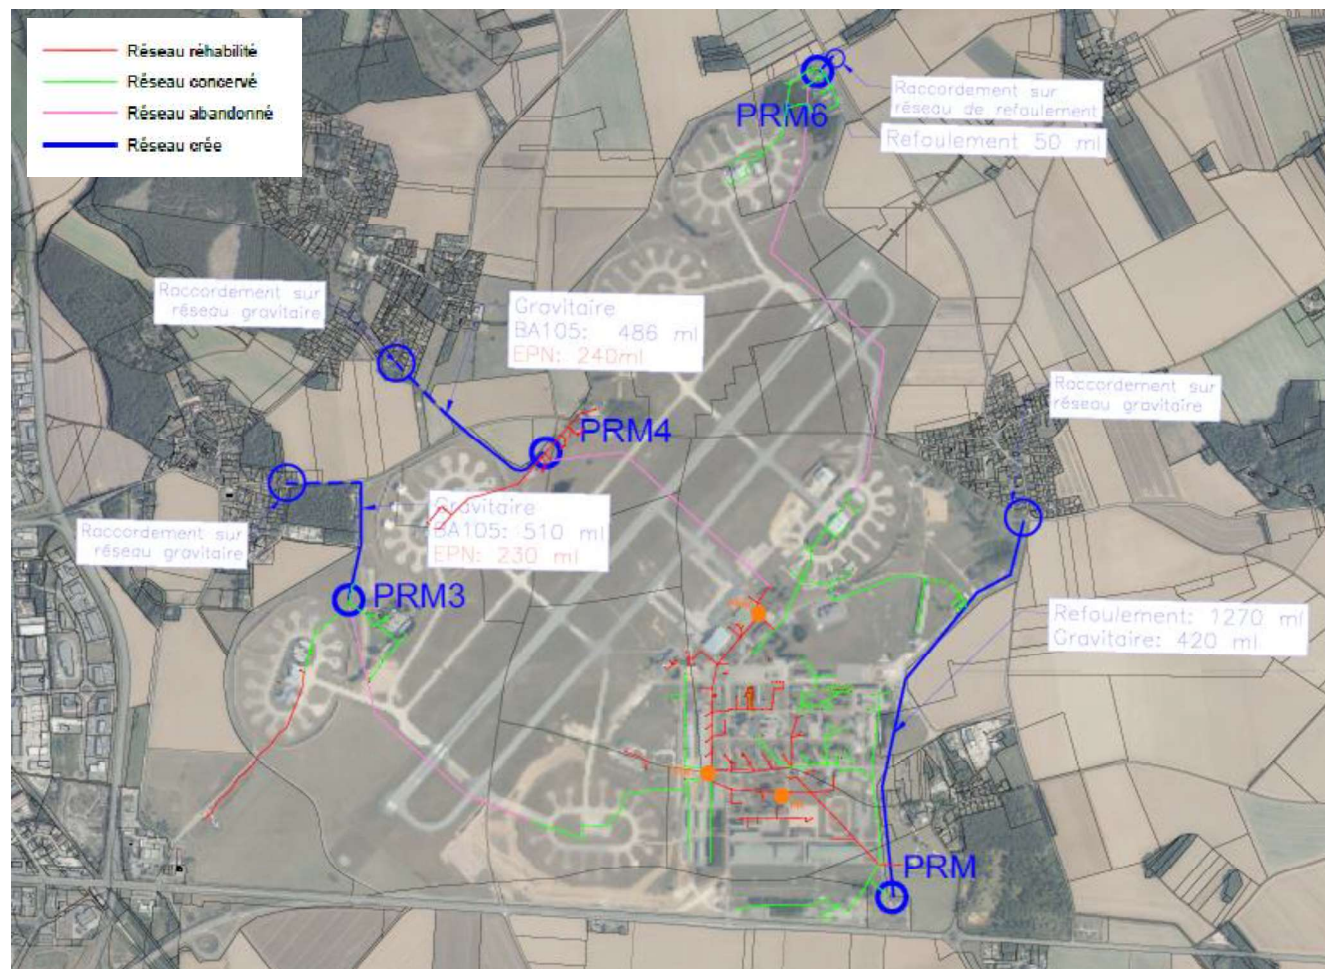 Réseau réhabilité
Réseau concervé
Réseau abandonné
Réseau crée
PRM6
Raccordement sur
réseau de refoulement
Refoulement 50 ml
Raccordement sur
réseau gravitaire
Gravitaire
BA105: 486 ml
EPN: 240ml
Raccordement sur
réseau gravitaire
PRM4
Gravitaire
BA105: 510 ml
EPN: 230 ml
Raccordement sur
réseau gravitaire
PRM3
Refoulement: 1270 ml
Gravitaire: 420 ml
PRM